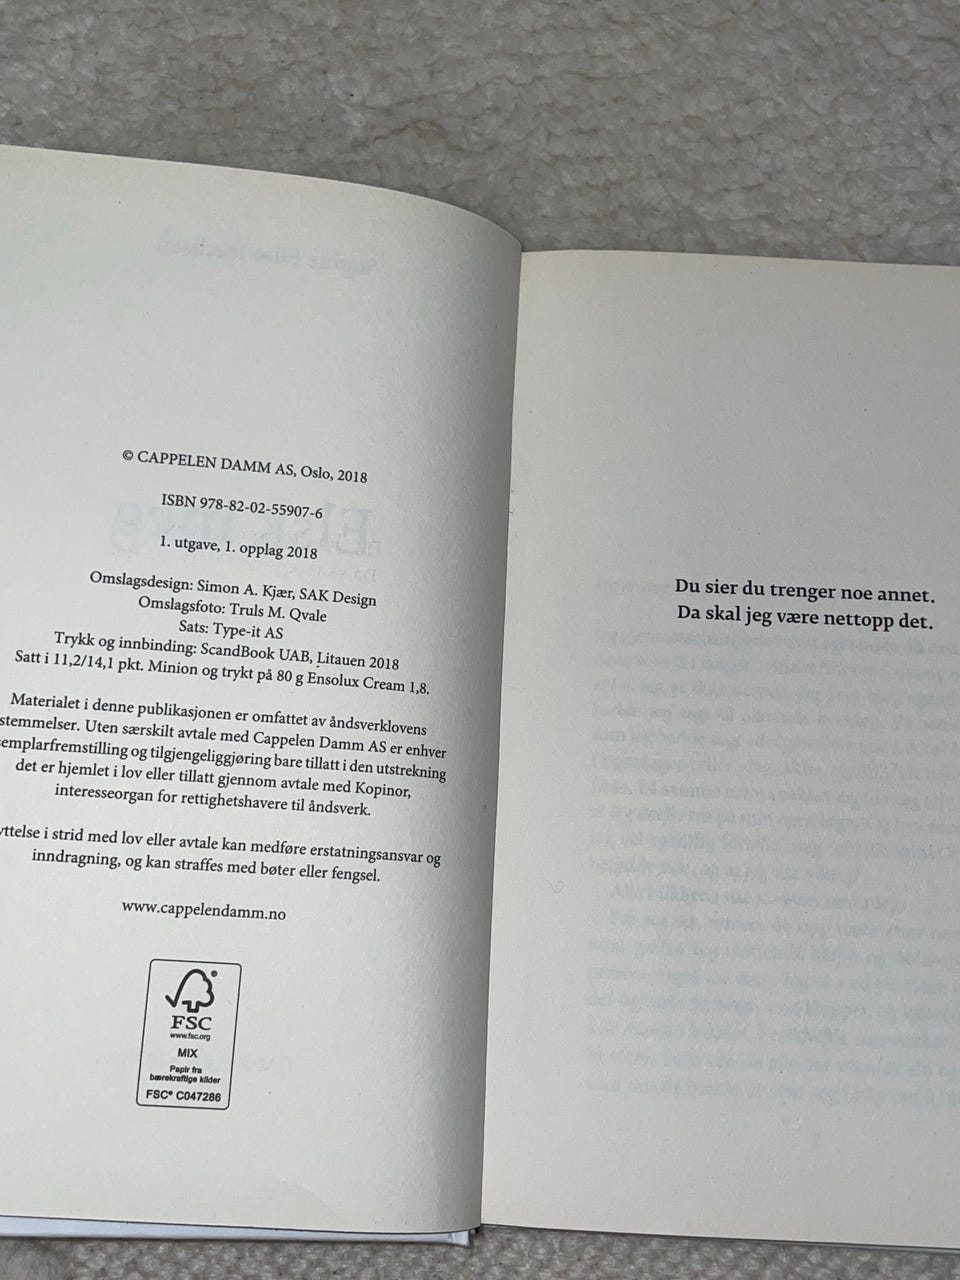 © CAPPELEN DAMM AS, Oslo, 2018
ISBN 978-82-02-55907-6
1. utgave, 1. opplag 2018
Omslagsdesign: Simon A. Kjær, SAK Design
Omslagsfoto: Truls M. Qvale
Sats: Type-it AS
Trykk og innbinding: ScandBook UAB, Litauen 2018
Satt i 11,2/14,1 pkt. Minion og trykt på 80 g Ensolux Cream 1,8.
Materialet i denne publikasjonen er omfattet av åndsverklovens
stemmelser. Uten særskilt avtale med Cappelen Damm AS er enhver
emplarfremstilling og tilgjengeliggjøring bare tillatt i den utstrekning
det er hjemlet i lov eller tillatt gjennom avtale med Kopinor,
interesseorgan for rettighetshavere til åndsverk.
yttelse i strid med lov eller avtale kan medføre erstatningsansvar og
inndragning, og kan straffes med bøter eller fengsel.
www.cappelendamm.no
FSC
www.fsc.org
MIX
Papir fra
bærekraftige kilder
FSC® C047286
Du sier du trenger noe annet.
Da skal jeg være nettopp det.